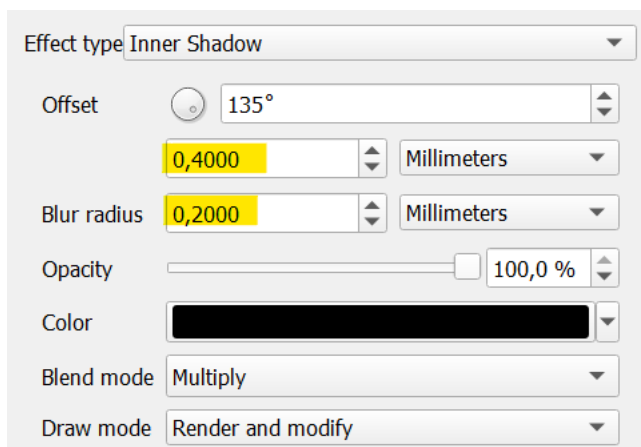 Effect type Inner Shadow
Offset 135°
0,4000 Millimeters
Blur radius 0,2000 Millimeters
Opacity 100,0 %
Color
Blend mode Multiply
Draw mode Render and modify